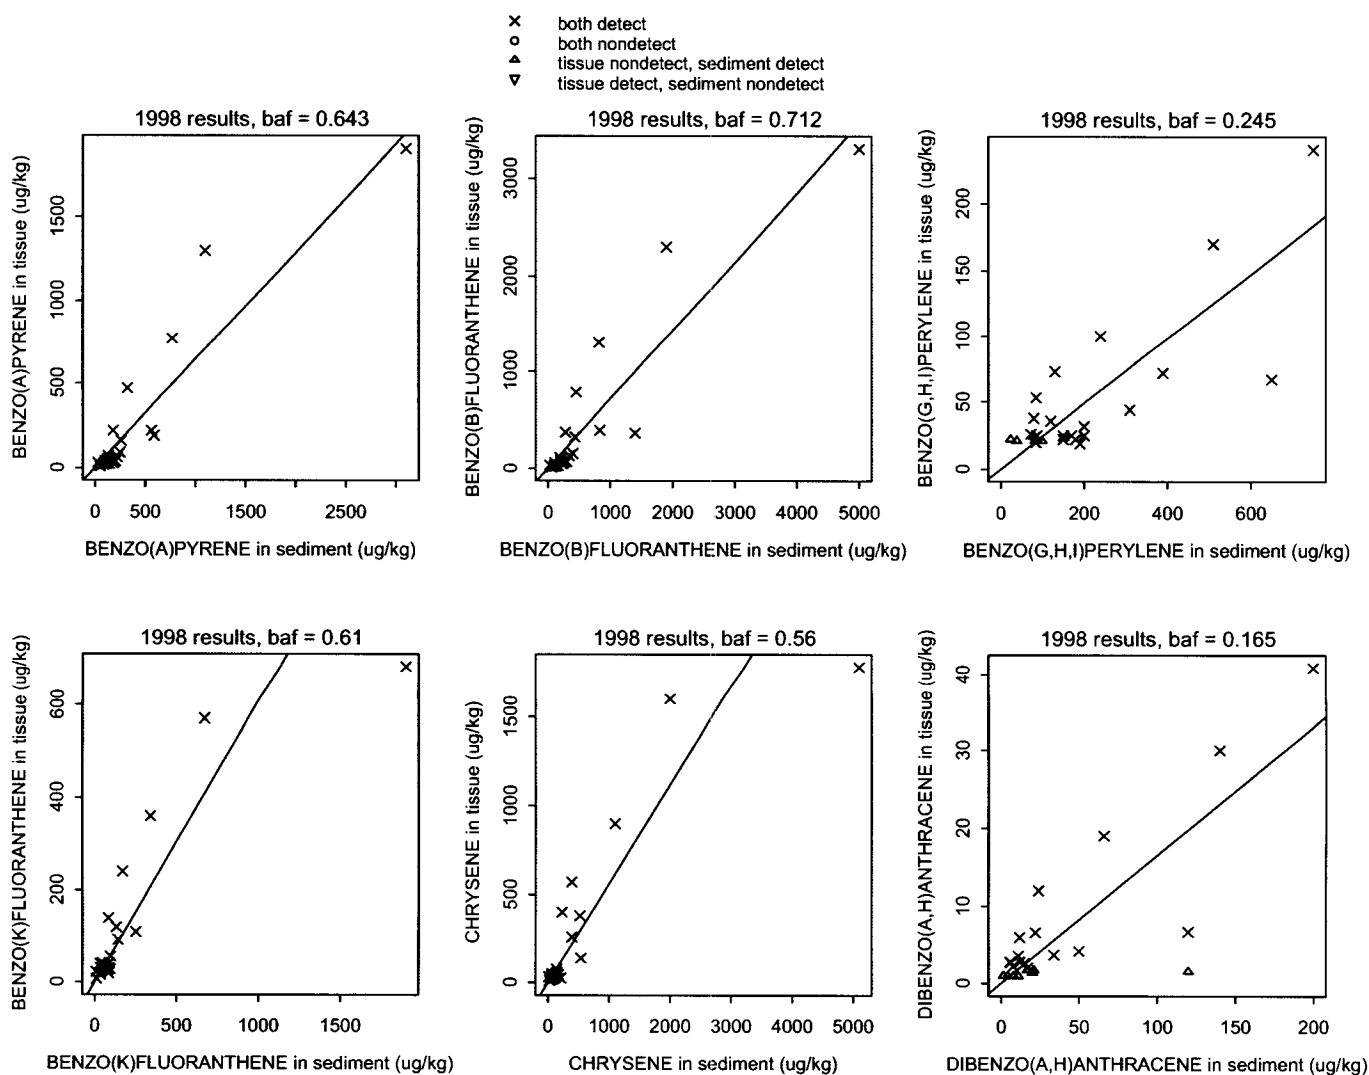 both detect
both nondetect
tissue nondetect, sediment detect
tissue detect, sediment nondetect
1998 results, baf = 0.643
BENZO(A)PYRENE in tissue (ug/kg)
0 500 1000 1500
0 500 1500 2500
BENZO(A)PYRENE in sediment (ug/kg)
1998 results, baf = 0.712
BENZO(B)FLUORANTHENE in tissue (ug/kg)
0 1000 2000 3000
0 1000 2000 3000 4000 5000
BENZO(B)FLUORANTHENE in sediment (ug/kg)
1998 results, baf = 0.245
BENZO(G,H,I)PERYLENE in tissue (ug/kg)
0 50 100 150 200
0 200 400 600
BENZO(G,H,I)PERYLENE in sediment (ug/kg)
1998 results, baf = 0.61
BENZO(K)FLUORANTHENE in tissue (ug/kg)
0 200 400 600
0 500 1000 1500
BENZO(K)FLUORANTHENE in sediment (ug/kg)
1998 results, baf = 0.56
CHRYSENE in tissue (ug/kg)
0 500 1000 1500
0 1000 2000 3000 4000 5000
CHRYSENE in sediment (ug/kg)
1998 results, baf = 0.165
DIBENZO(A,H)ANTHRACENE in tissue (ug/kg)
0 10 20 30 40
0 50 100 150 200
DIBENZO(A,H)ANTHRACENE in sediment (ug/kg)